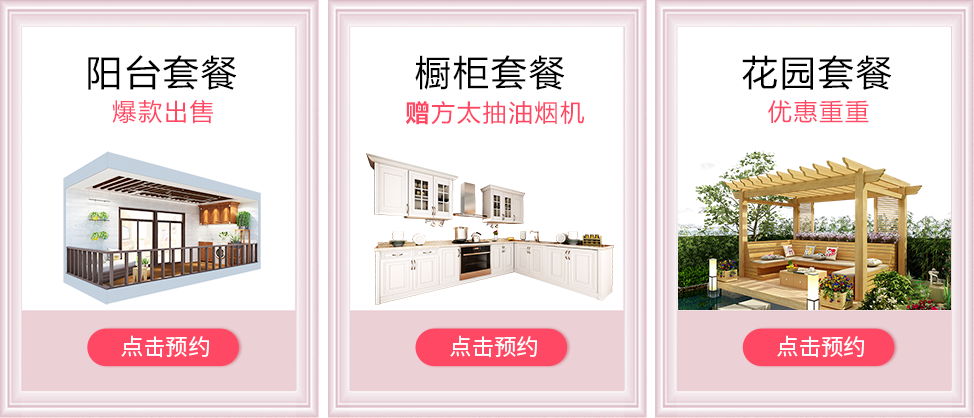 阳台套餐
爆款出售
点击预约
橱柜套餐
赠方太抽油烟机
点击预约
花园套餐
优惠重重
点击预约